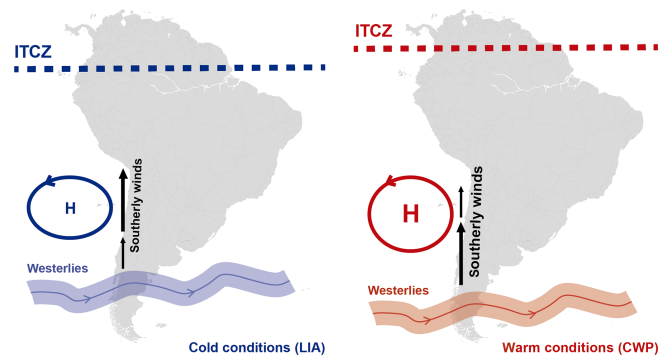 ITCZ
H
Southerly winds
Westerlies
Cold conditions (LIA)
ITCZ
H
Southerly winds
Westerlies
Warm conditions (CWP)